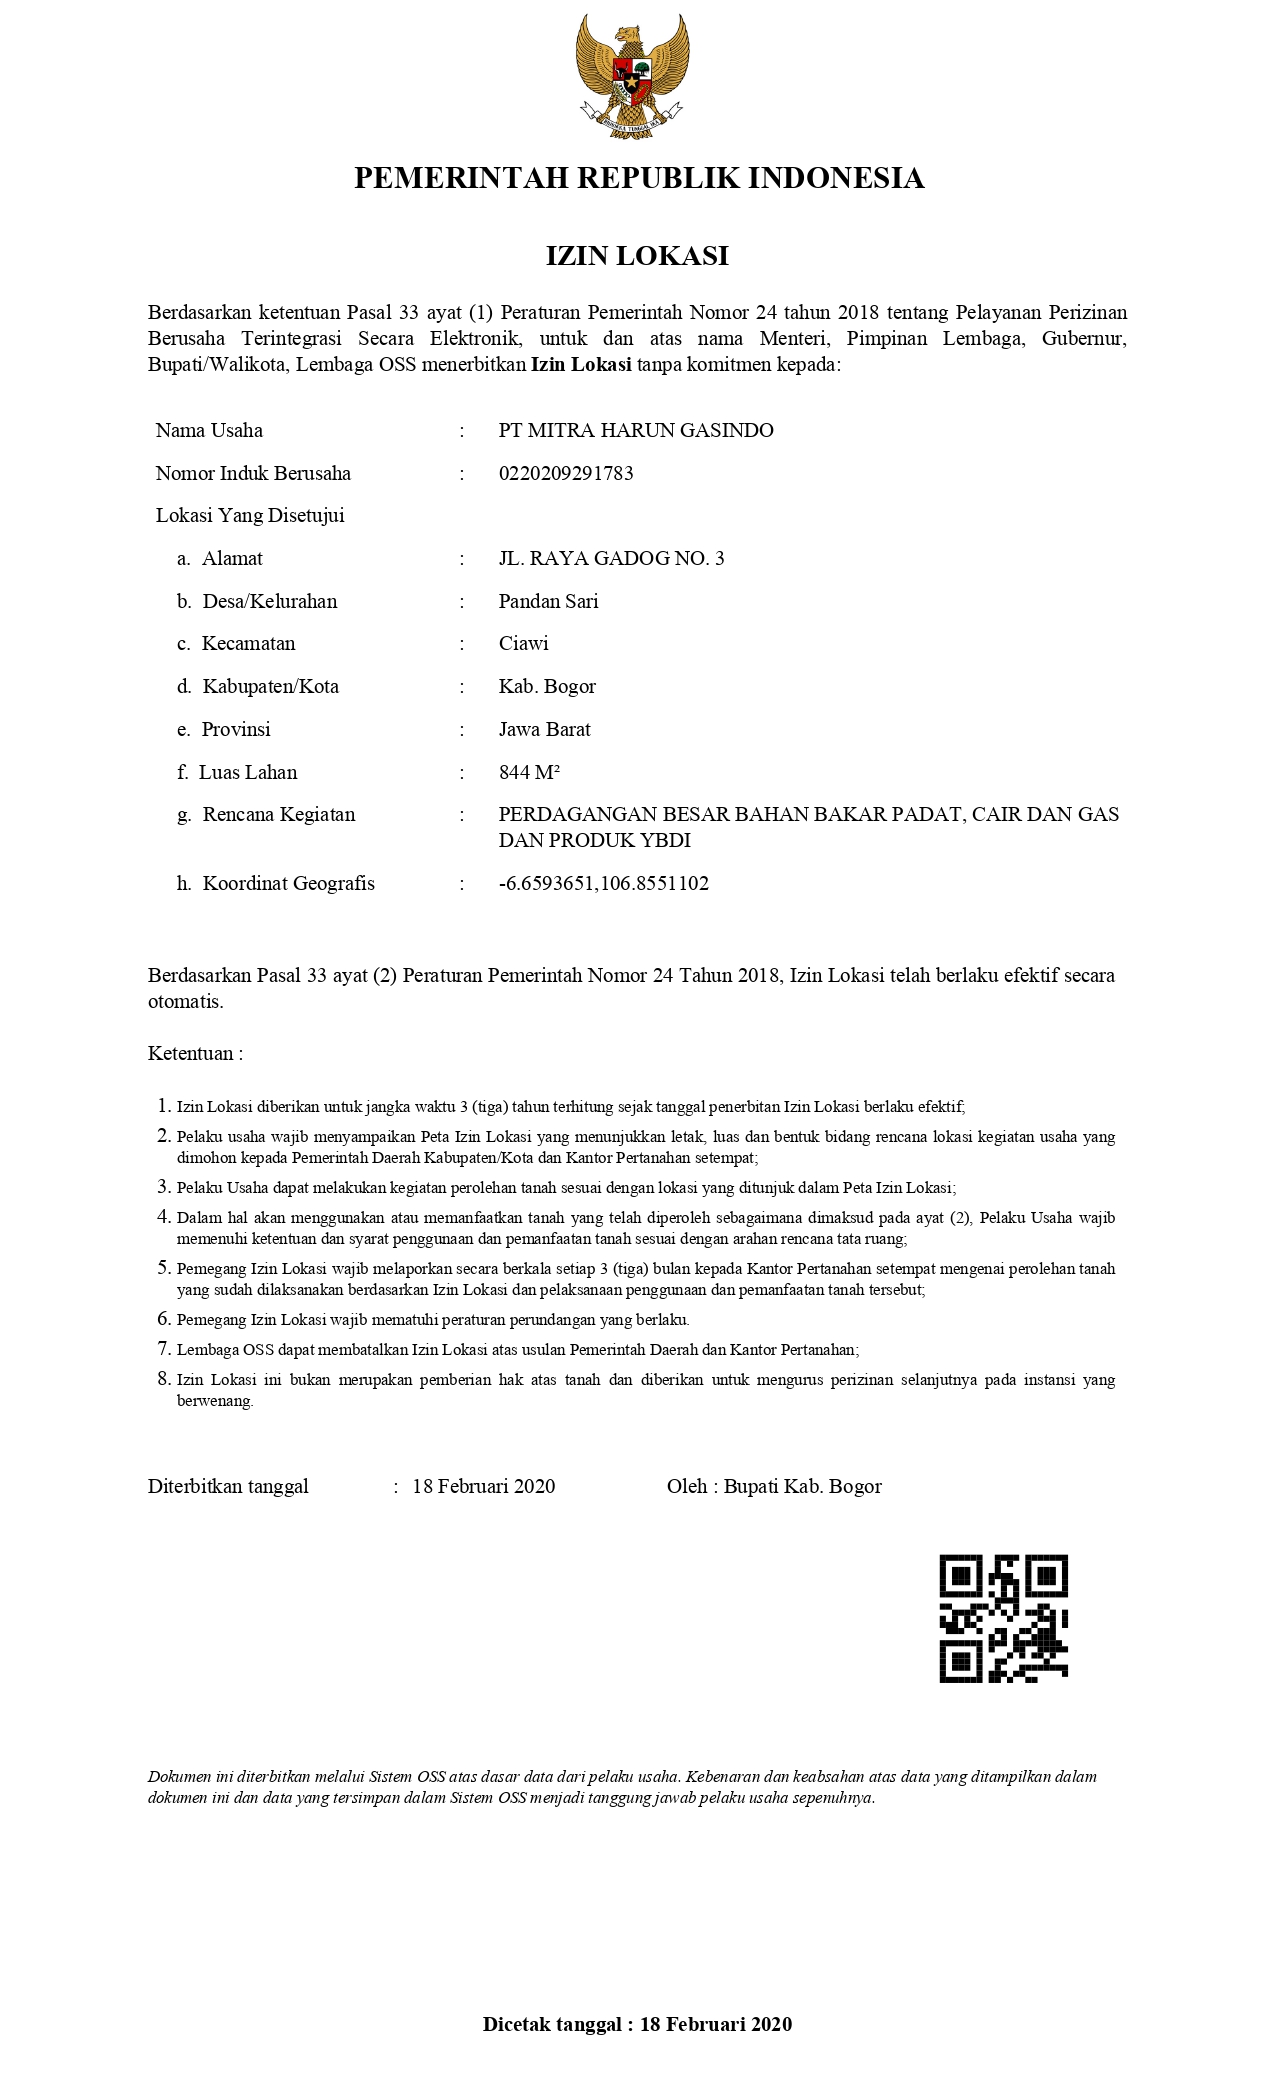 PEMERINTAH REPUBLIK INDONESIA
IZIN LOKASI
Berdasarkan ketentuan Pasal 33 ayat (1) Peraturan Pemerintah Nomor 24 tahun 2018 tentang Pelayanan Perizinan
Berusaha Terintegrasi Secara Elektronik, untuk dan atas nama Menteri, Pimpinan Lembaga, Gubernur,
Bupati/Walikota, Lembaga OSS menerbitkan Izin Lokasi tanpa komitmen kepada:
Nama Usaha : PT MITRA HARUN GASINDO
Nomor Induk Berusaha : 0220209291783
Lokasi Yang Disetujui
a. Alamat : JL. RAYA GADOG NO. 3
b. Desa/Kelurahan : Pandan Sari
c. Kecamatan : Ciawi
d. Kabupaten/Kota : Kab. Bogor
e. Provinsi : Jawa Barat
f. Luas Lahan : 844 M²
g. Rencana Kegiatan : PERDAGANGAN BESAR BAHAN BAKAR PADAT, CAIR DAN GAS
DAN PRODUK YBDI
h. Koordinat Geografis : -6.6593651,106.8551102
Berdasarkan Pasal 33 ayat (2) Peraturan Pemerintah Nomor 24 Tahun 2018, Izin Lokasi telah berlaku efektif secara
otomatis.
Ketentuan :
1. Izin Lokasi diberikan untuk jangka waktu 3 (tiga) tahun terhitung sejak tanggal penerbitan Izin Lokasi berlaku efektif;
2. Pelaku usaha wajib menyampaikan Peta Izin Lokasi yang menunjukkan letak, luas dan bentuk bidang rencana lokasi kegiatan usaha yang
dimohon kepada Pemerintah Daerah Kabupaten/Kota dan Kantor Pertanahan setempat;
3. Pelaku Usaha dapat melakukan kegiatan perolehan tanah sesuai dengan lokasi yang ditunjuk dalam Peta Izin Lokasi;
4. Dalam hal akan menggunakan atau memanfaatkan tanah yang telah diperoleh sebagaimana dimaksud pada ayat (2), Pelaku Usaha wajib
memenuhi ketentuan dan syarat penggunaan dan pemanfaatan tanah sesuai dengan arahan rencana tata ruang;
5. Pemegang Izin Lokasi wajib melaporkan secara berkala setiap 3 (tiga) bulan kepada Kantor Pertanahan setempat mengenai perolehan tanah
yang sudah dilaksanakan berdasarkan Izin Lokasi dan pelaksanaan penggunaan dan pemanfaatan tanah tersebut;
6. Pemegang Izin Lokasi wajib mematuhi peraturan perundangan yang berlaku.
7. Lembaga OSS dapat membatalkan Izin Lokasi atas usulan Pemerintah Daerah dan Kantor Pertanahan;
8. Izin Lokasi ini bukan merupakan pemberian hak atas tanah dan diberikan untuk mengurus perizinan selanjutnya pada instansi yang
berwenang.
Diterbitkan tanggal : 18 Februari 2020 Oleh : Bupati Kab. Bogor
Dokumen ini diterbitkan melalui Sistem OSS atas dasar data dari pelaku usaha. Kebenaran dan keabsahan atas data yang ditampilkan dalam
dokumen ini dan data yang tersimpan dalam Sistem OSS menjadi tanggung jawab pelaku usaha sepenuhnya.
Dicetak tanggal : 18 Februari 2020